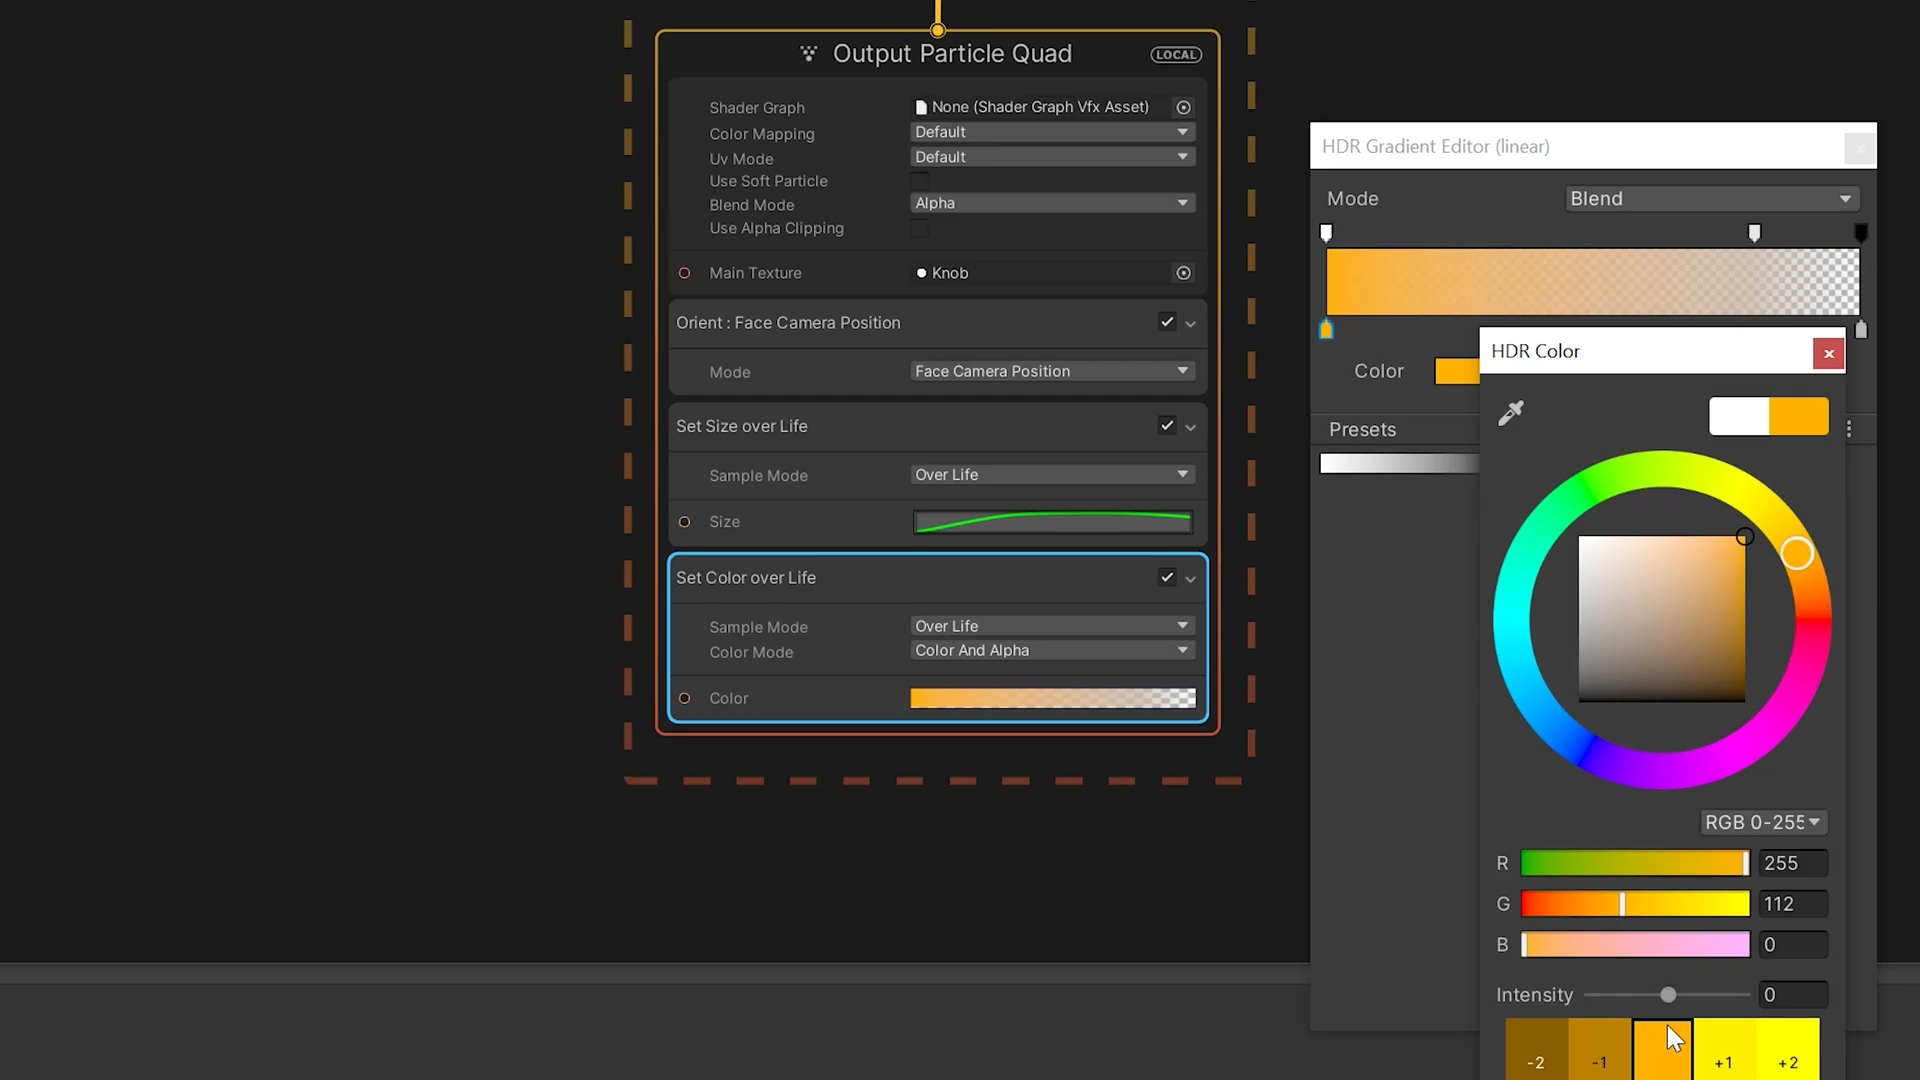 Output Particle Quad
LOCAL
Shader Graph
None (Shader Graph Vfx Asset)
Color Mapping
Default
Uv Mode
Default
Use Soft Particle
Blend Mode
Alpha
Use Alpha Clipping
Main Texture
Knob
Orient : Face Camera Position
Mode
Face Camera Position
Set Size over Life
Sample Mode
Over Life
Size
Set Color over Life
Sample Mode
Over Life
Color Mode
Color And Alpha
Color
HDR Gradient Editor (linear)
x
Mode
Blend
Color
Presets
HDR Color
x
RGB 0-255
R
255
G
112
B
0
Intensity
0
-2
-1
+1
+2